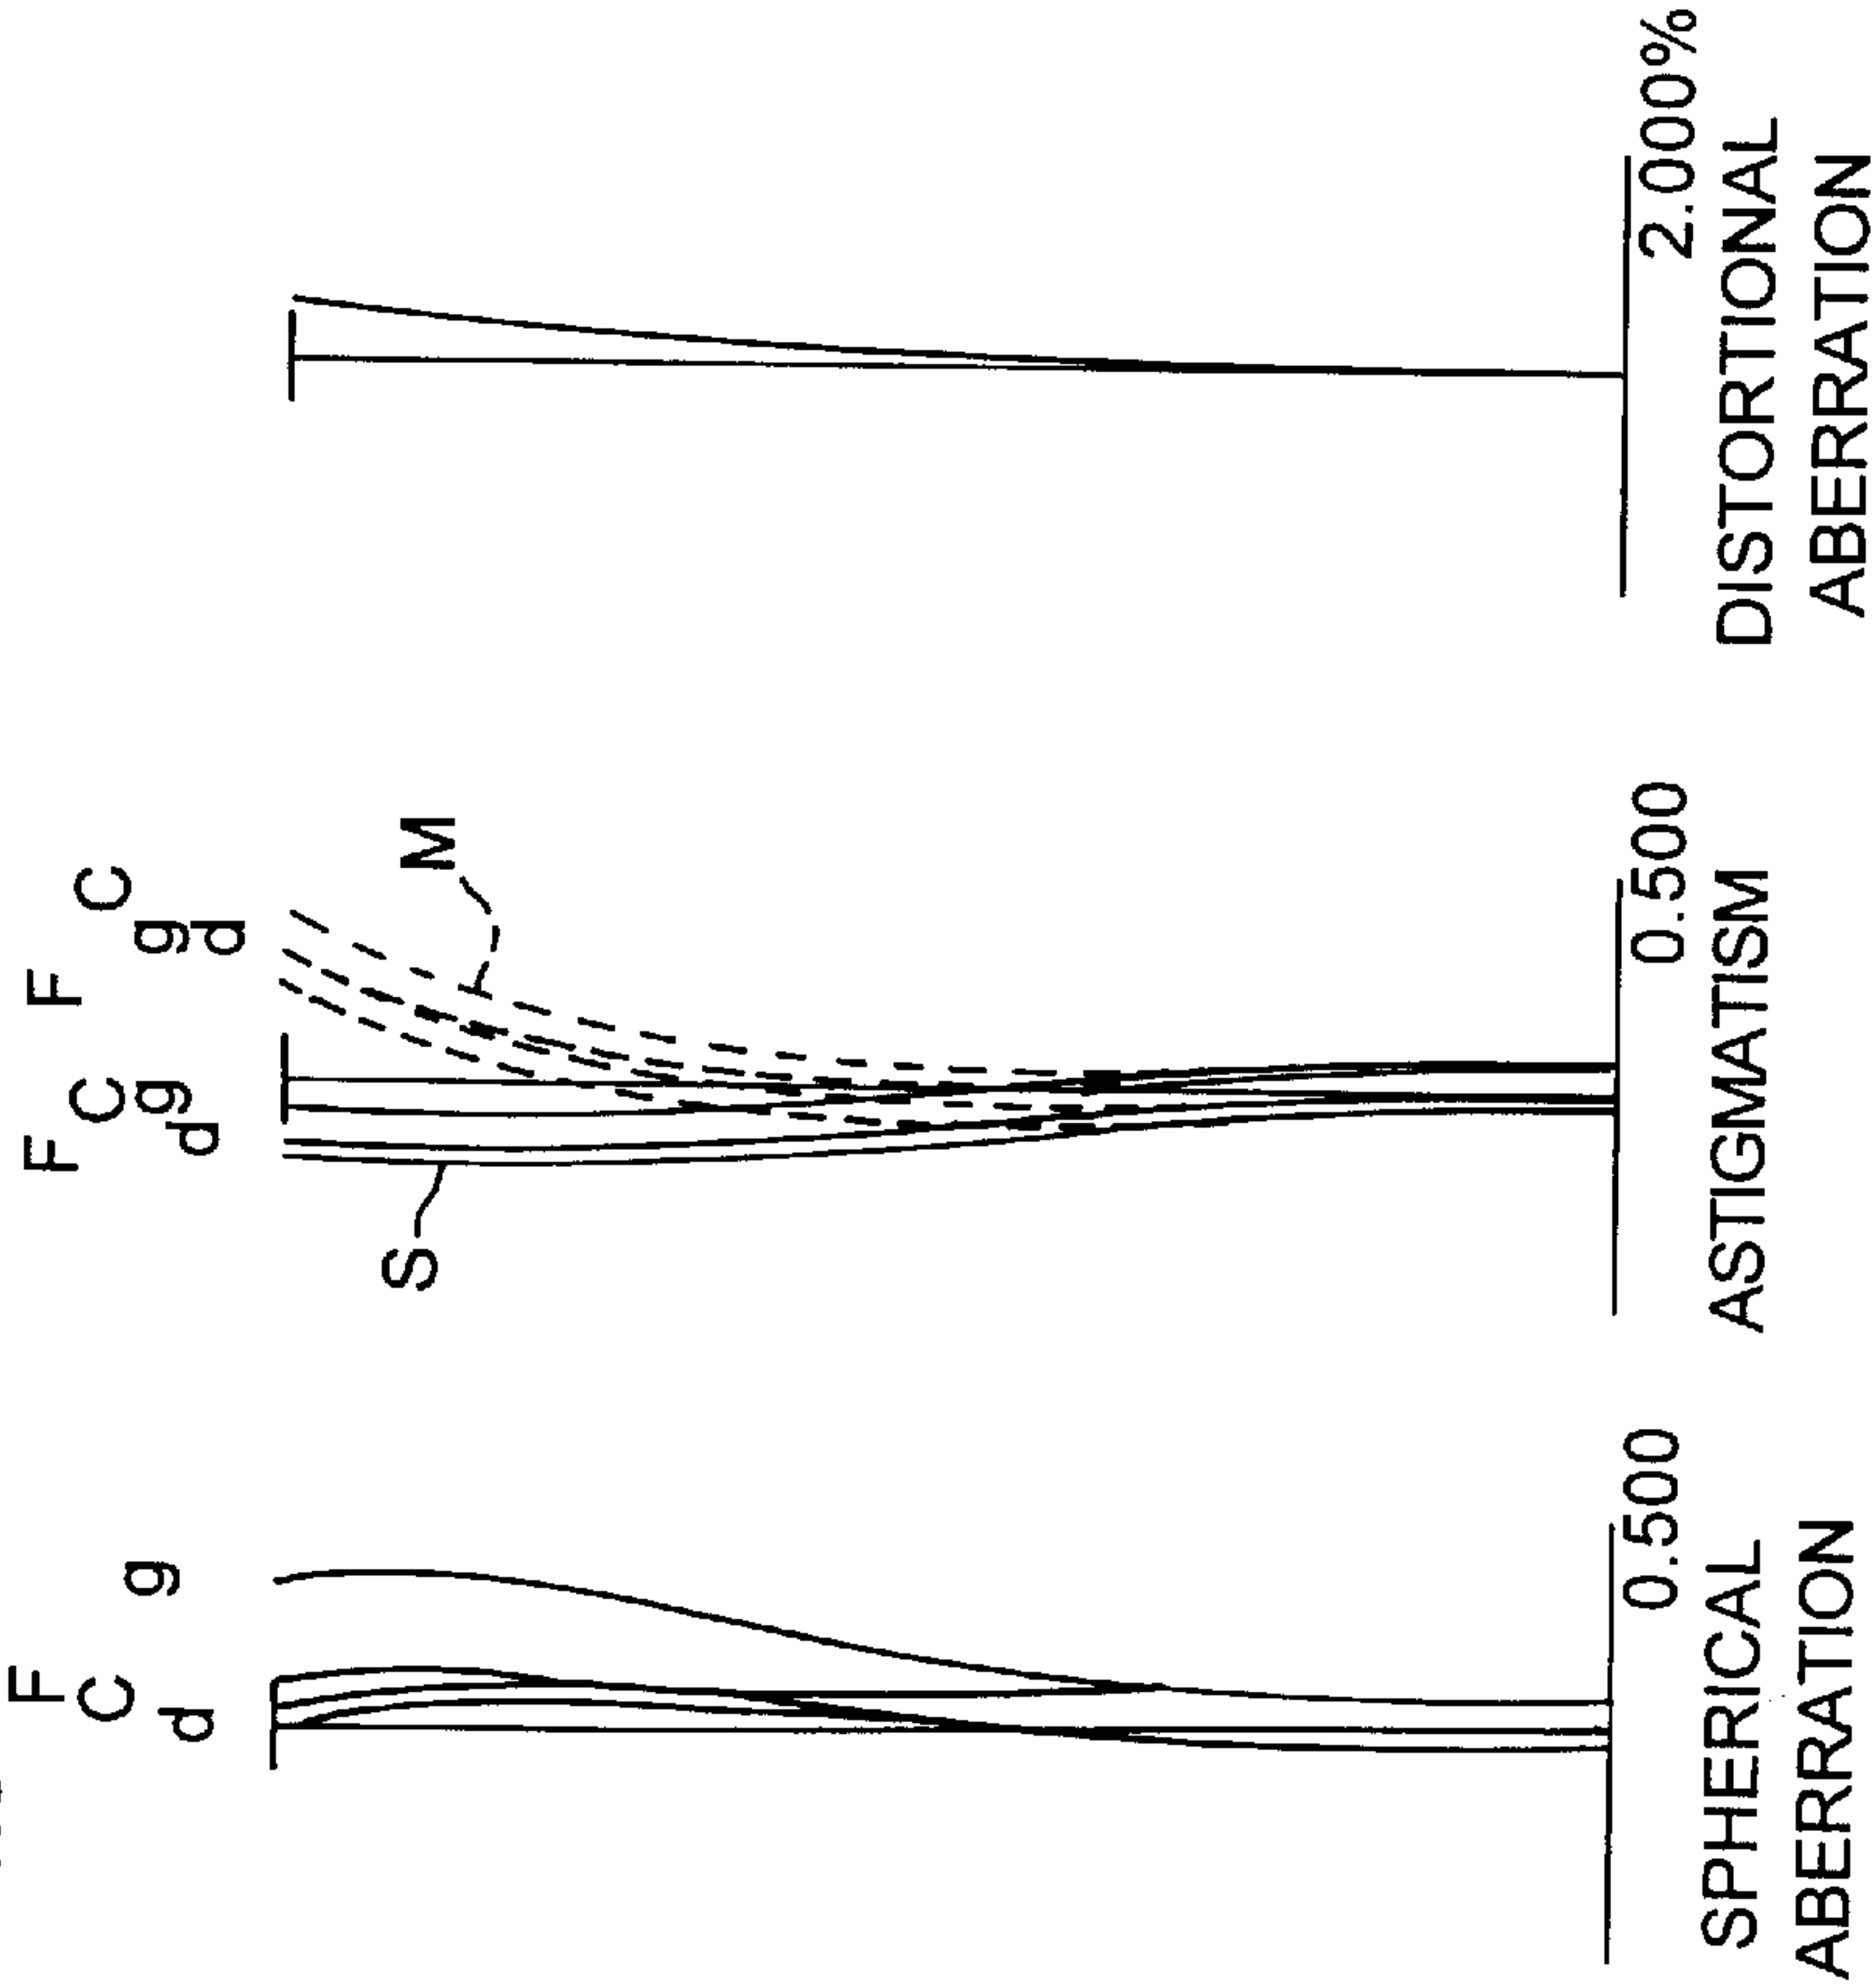 F
C
g
d
0.500
SPHERICAL
ABERRATION
F F
C C
g g
d d
S M
0.500
ASTIGMATISM
2.000%
DISTORTIONAL
ABERRATION